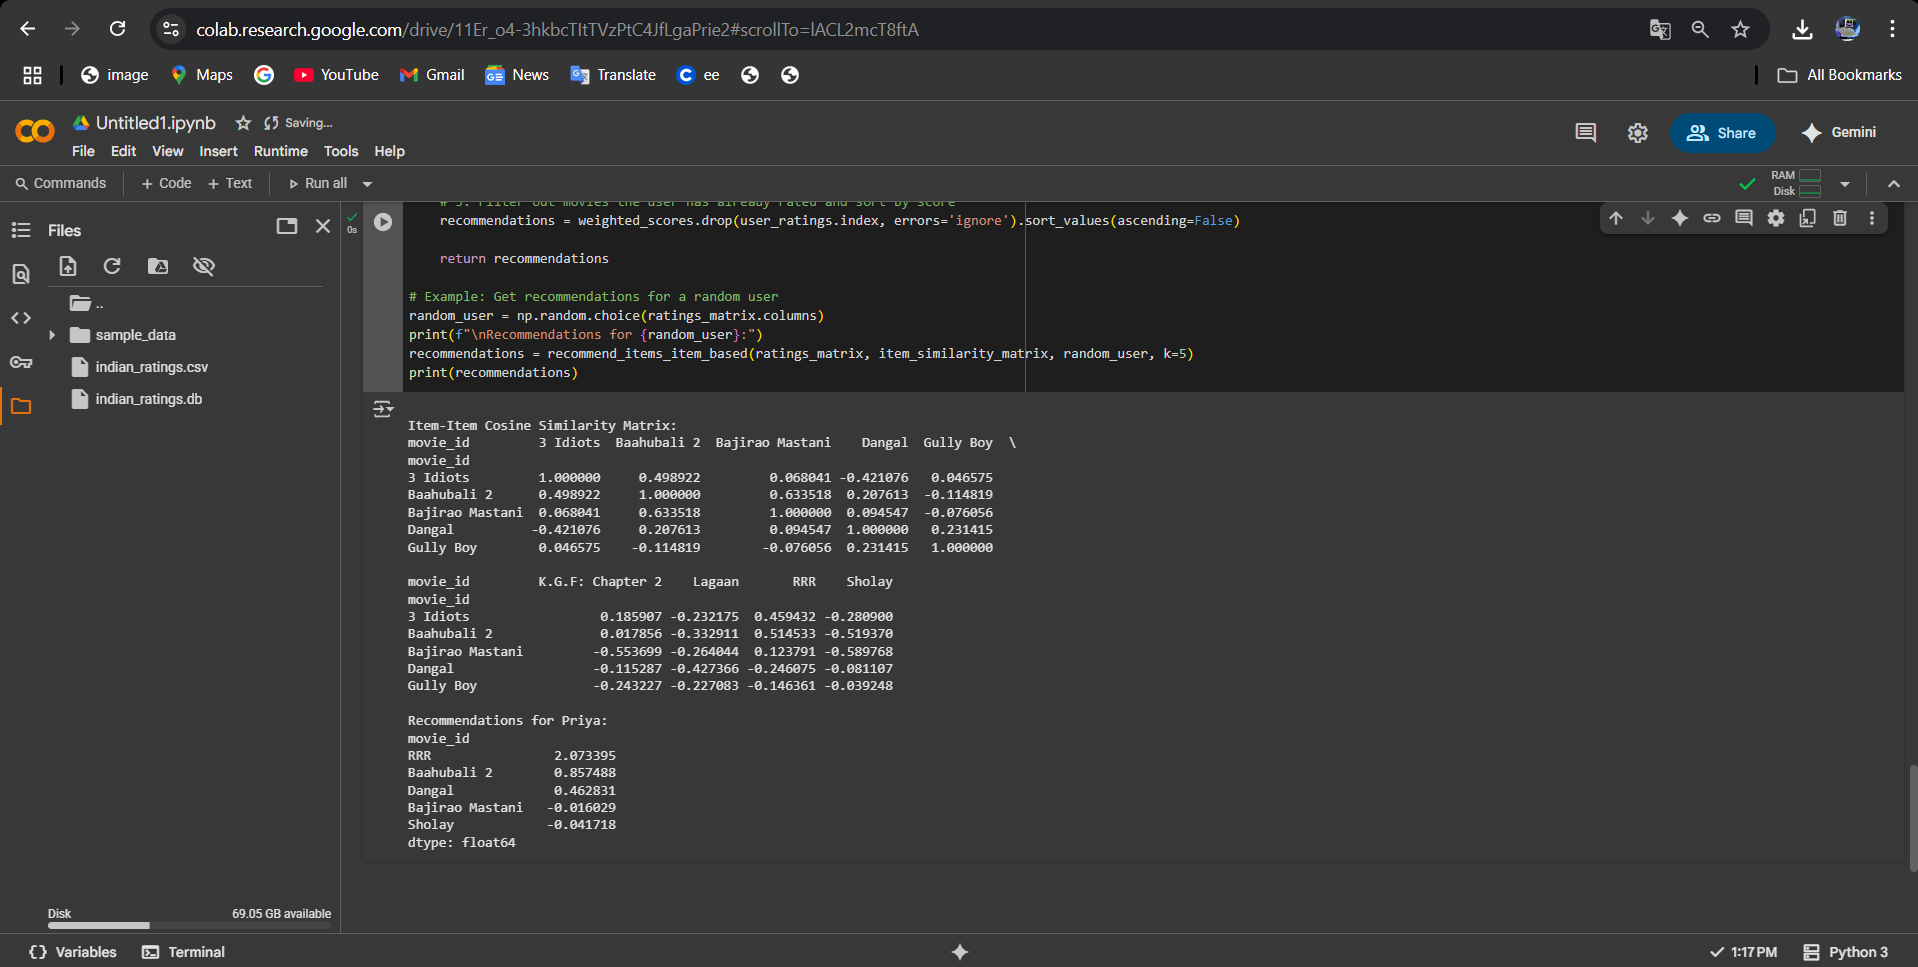 colab.research.google.com/drive/11Er_o4-3hkbcTItTVzPtC4JfLgaPrie2#scrollTo=lACL2mcT8ftA
image Maps YouTube Gmail News Translate ee All Bookmarks
Untitled1.ipynb Saving...
File Edit View Insert Runtime Tools Help
Share Gemini
Commands + Code + Text Run all
RAM
Disk
Files
..
sample_data
indian_ratings.csv
indian_ratings.db
Disk 69.05 GB available
0s
# 5. Filter out movies the user has already rated and sort by score
recommendations = weighted_scores.drop(user_ratings.index, errors='ignore').sort_values(ascending=False)
return recommendations
# Example: Get recommendations for a random user
random_user = np.random.choice(ratings_matrix.columns)
print(f"\nRecommendations for {random_user}:")
recommendations = recommend_items_item_based(ratings_matrix, item_similarity_matrix, random_user, k=5)
print(recommendations)
Item-Item Cosine Similarity Matrix:
movie_id 3 Idiots Baahubali 2 Bajirao Mastani Dangal Gully Boy \
movie_id
3 Idiots 1.000000 0.498922 0.068041 -0.421076 0.046575
Baahubali 2 0.498922 1.000000 0.633518 0.207613 -0.114819
Bajirao Mastani 0.068041 0.633518 1.000000 0.094547 -0.076056
Dangal -0.421076 0.207613 0.094547 1.000000 0.231415
Gully Boy 0.046575 -0.114819 -0.076056 0.231415 1.000000
movie_id K.G.F: Chapter 2 Lagaan RRR Sholay
movie_id
3 Idiots 0.185907 -0.232175 0.459432 -0.280900
Baahubali 2 0.017856 -0.332911 0.514533 -0.519370
Bajirao Mastani -0.553699 -0.264044 0.123791 -0.589768
Dangal -0.115287 -0.427366 -0.246075 -0.081107
Gully Boy -0.243227 -0.227083 -0.146361 -0.039248
Recommendations for Priya:
movie_id
RRR 2.073395
Baahubali 2 0.857488
Dangal 0.462831
Bajirao Mastani -0.016029
Sholay -0.041718
dtype: float64
Variables Terminal 1:17 PM Python 3